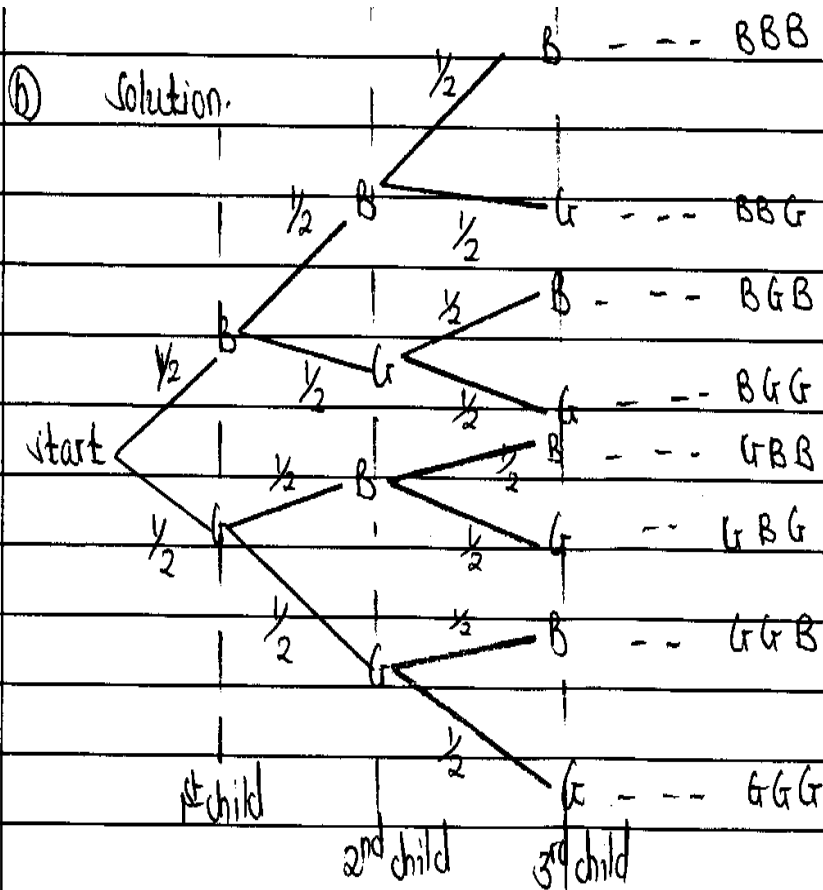 B - - - BBB
1/2
(b) Solution.
1/2 B 1/2 G - - - BBG
1/2 B - - - BGB
B 1/2 G
1/2 1/2 G - - - BGG
start 1/2 B - - - GBB
1/2 B
G 1/2 G - - GBG
1/2
1/2 1/2 B - - GGB
G
1/2
G - - - GGG
1st child
2nd child 3rd child